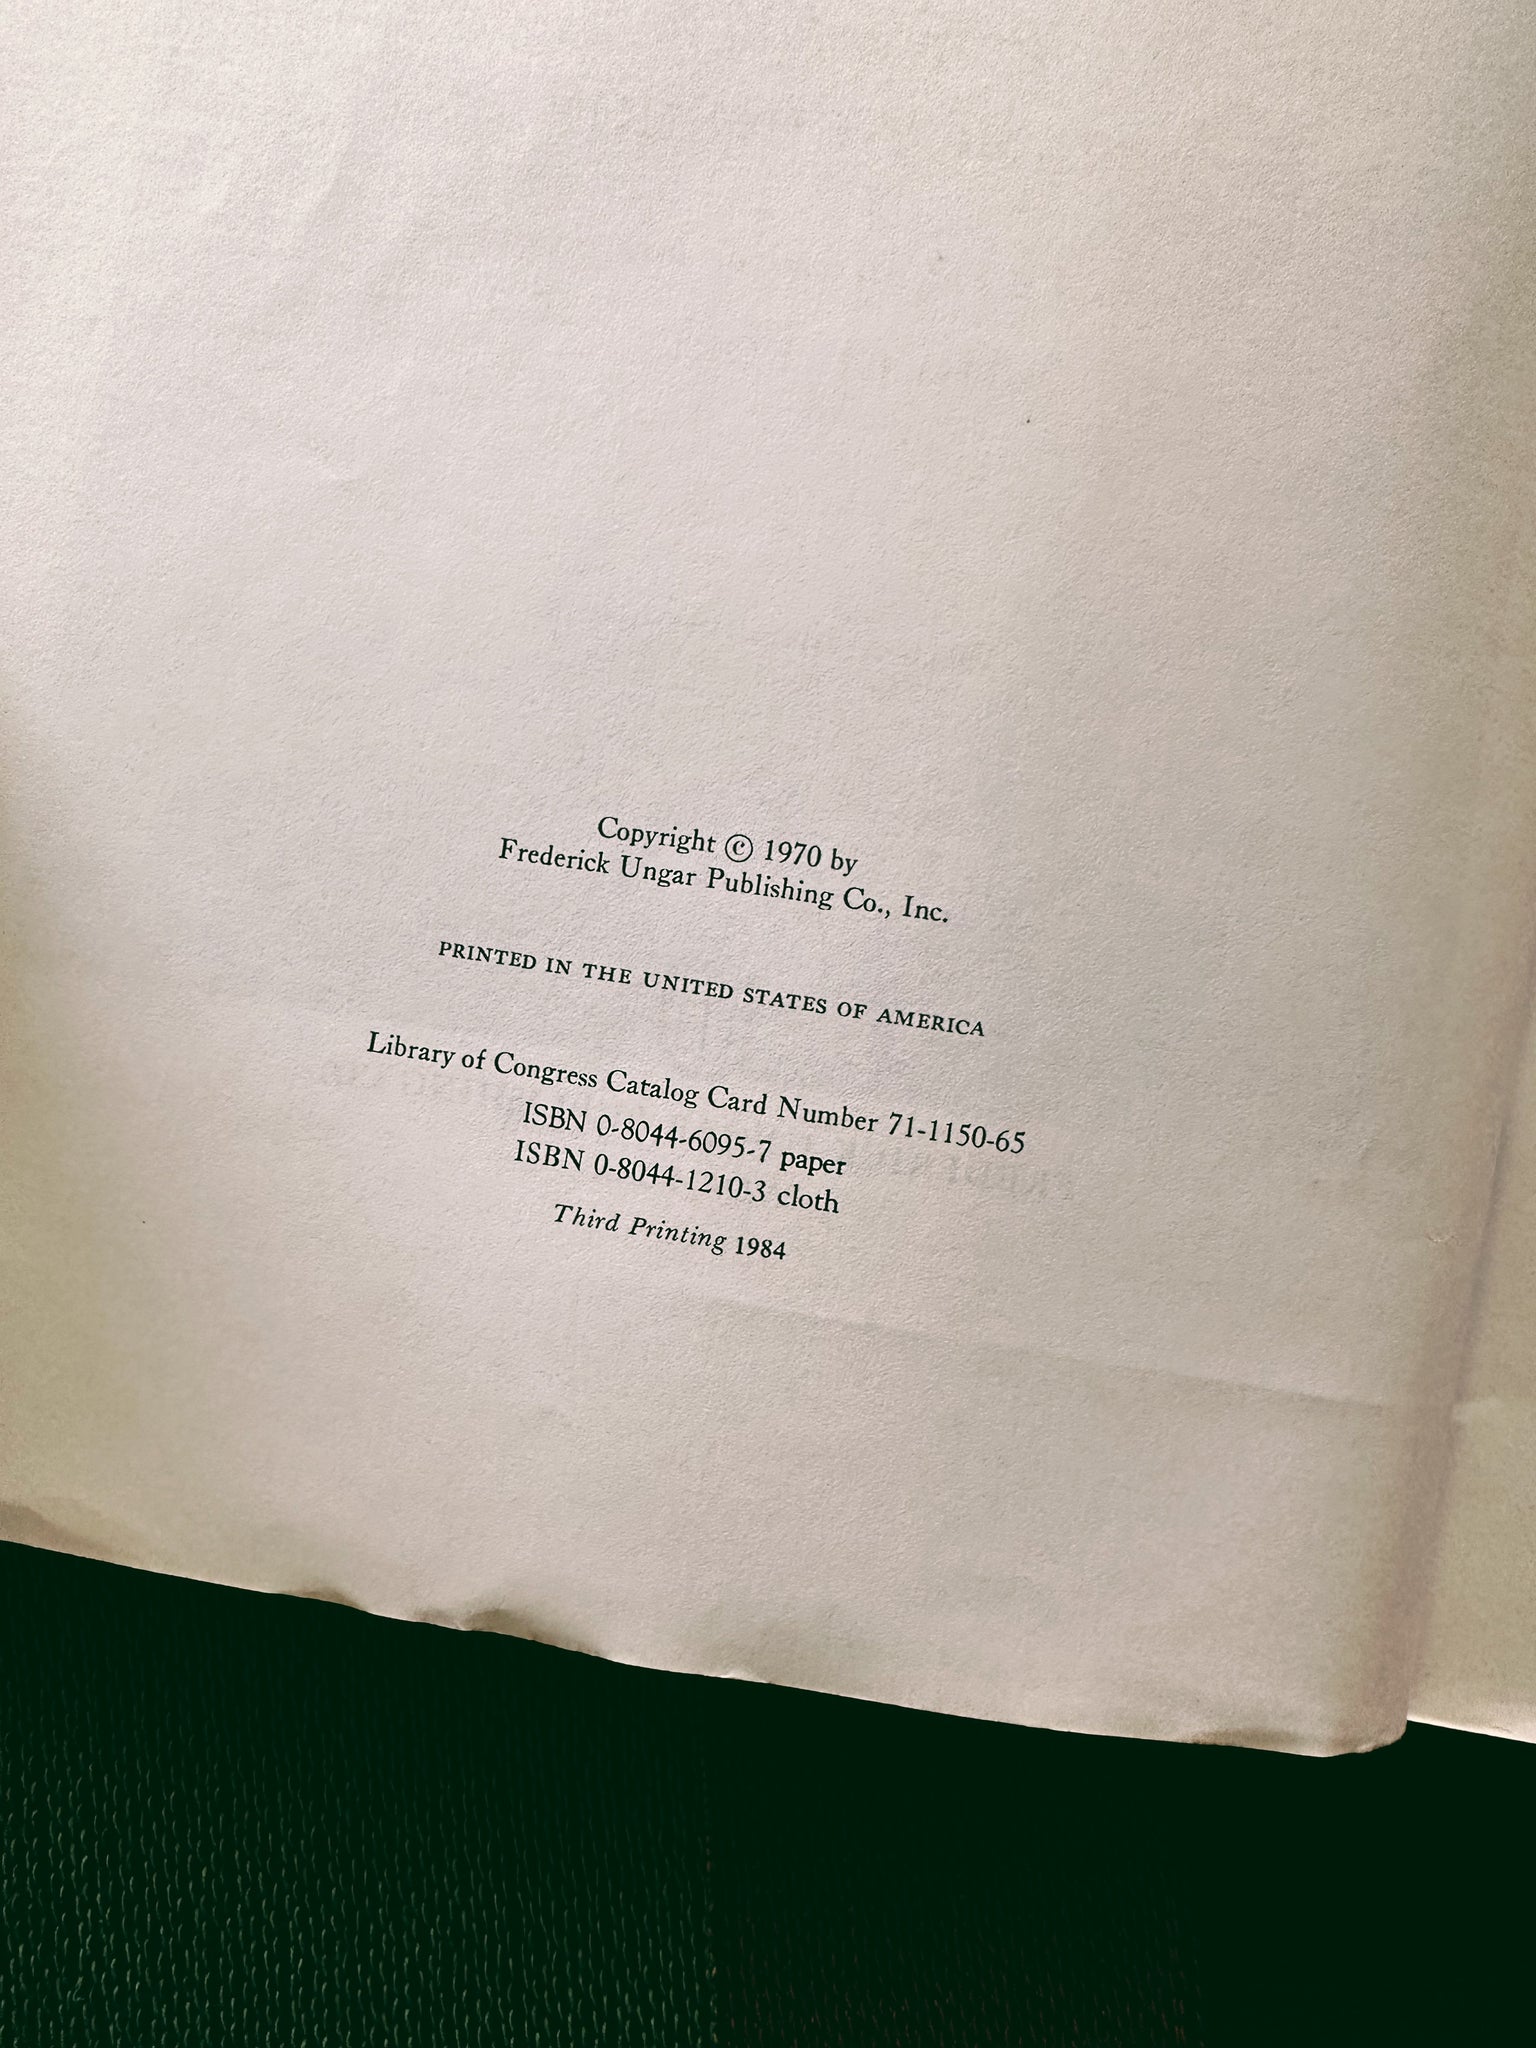 Copyright © 1970 by
Frederick Ungar Publishing Co., Inc.
PRINTED IN THE UNITED STATES OF AMERICA
Library of Congress Catalog Card Number 71-1150-65
ISBN 0-8044-6095-7 paper
ISBN 0-8044-1210-3 cloth
Third Printing 1984